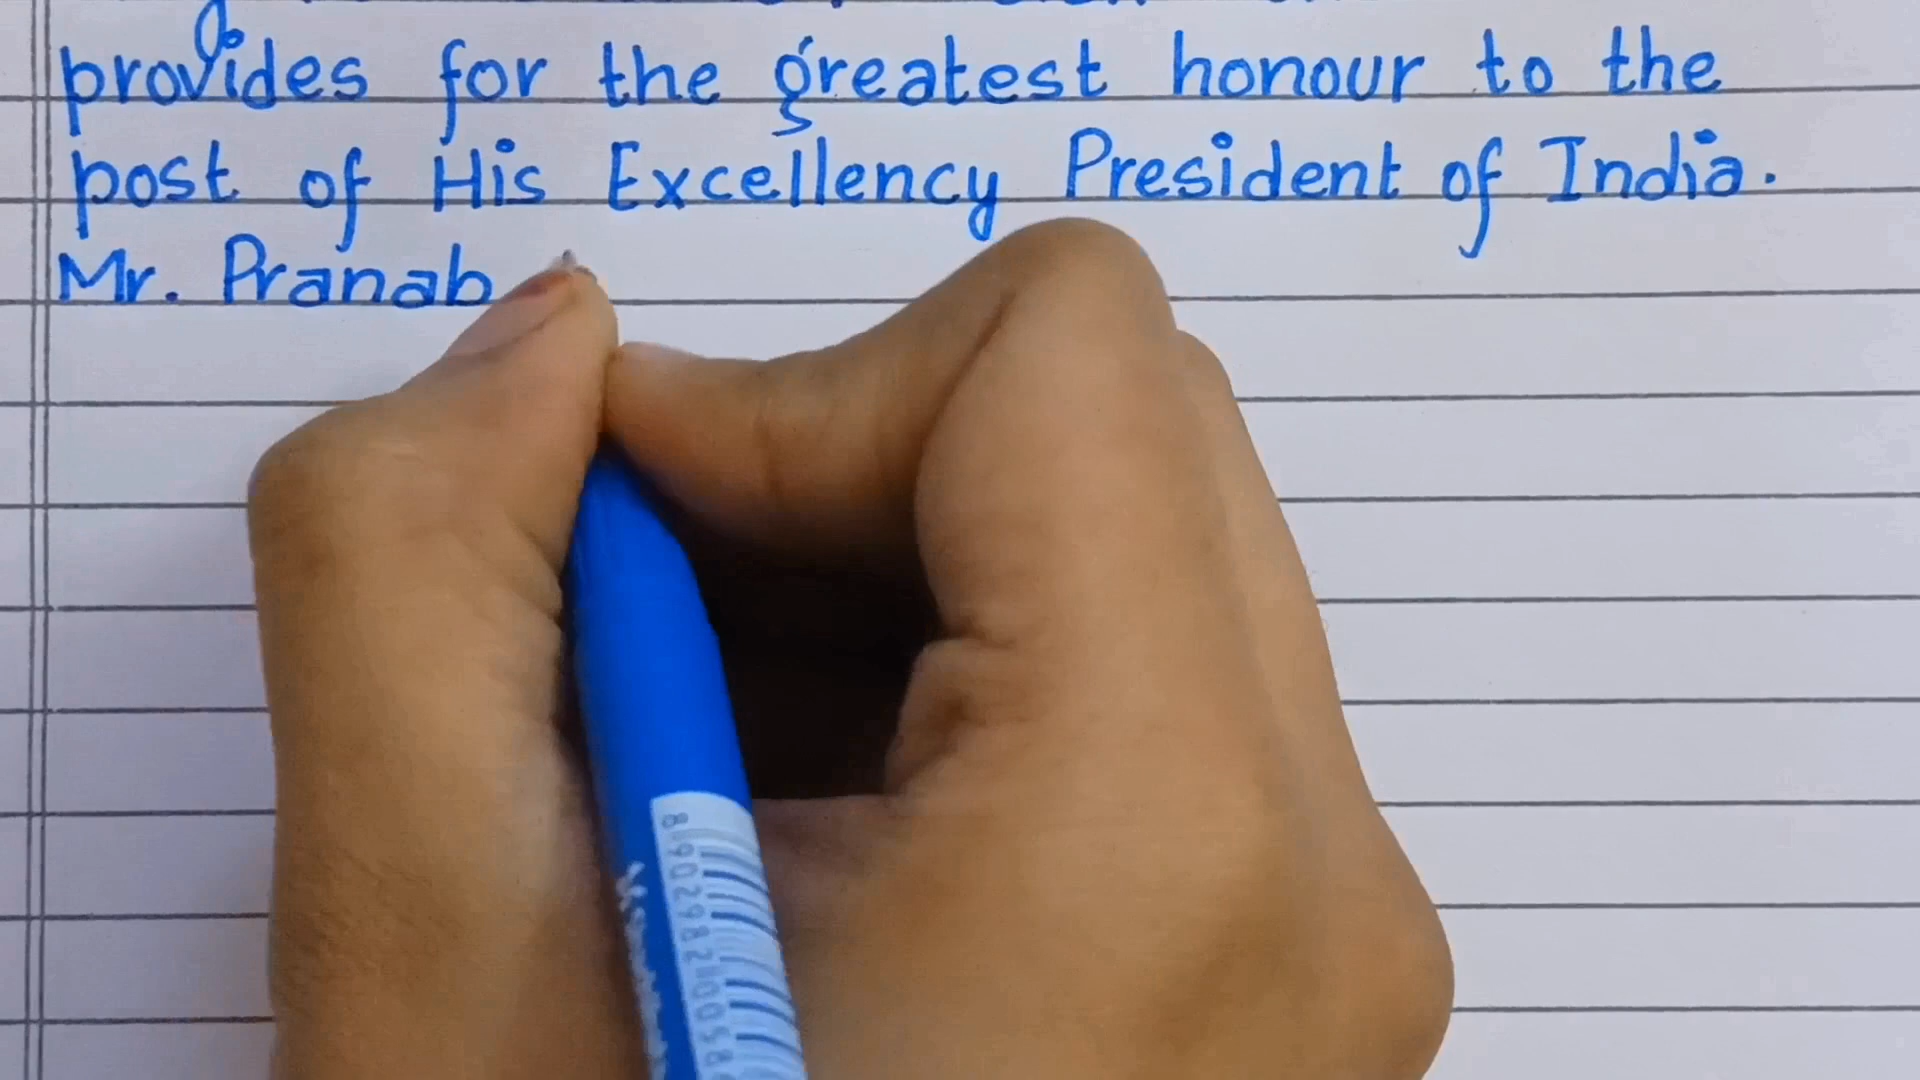 provides for the greatest honour to the
post of His Excellency President of India.
Mr. Pranab